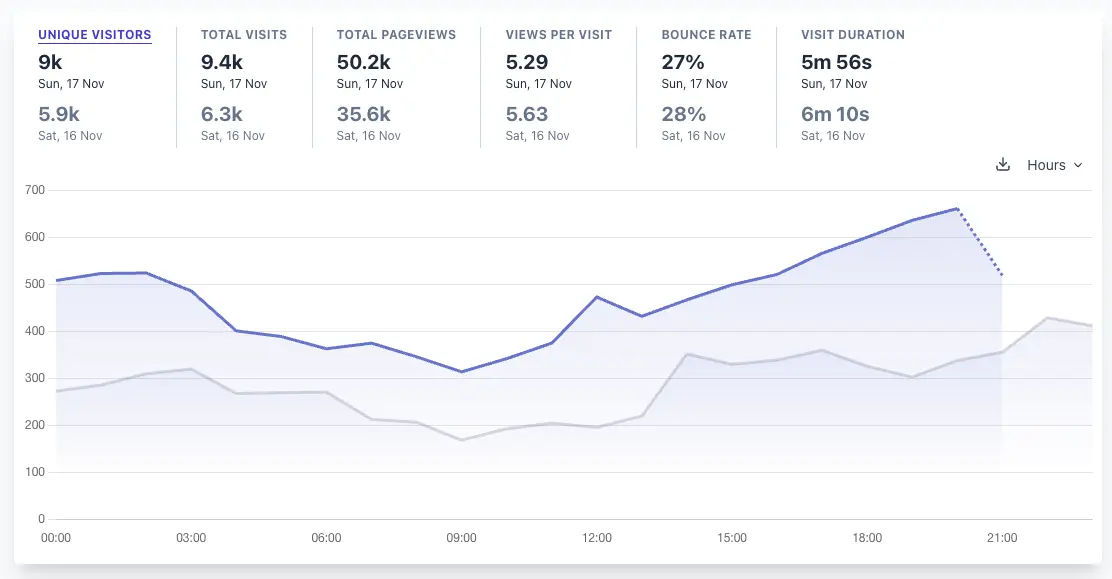 UNIQUE VISITORS
9k
Sun, 17 Nov
5.9k
Sat, 16 Nov
TOTAL VISITS
9.4k
Sun, 17 Nov
6.3k
Sat, 16 Nov
TOTAL PAGEVIEWS
50.2k
Sun, 17 Nov
35.6k
Sat, 16 Nov
VIEWS PER VISIT
5.29
Sun, 17 Nov
5.63
Sat, 16 Nov
BOUNCE RATE
27%
Sun, 17 Nov
28%
Sat, 16 Nov
VISIT DURATION
5m 56s
Sun, 17 Nov
6m 10s
Sat, 16 Nov
Hours
700
600
500
400
300
200
100
0
00:00 03:00 06:00 09:00 12:00 15:00 18:00 21:00